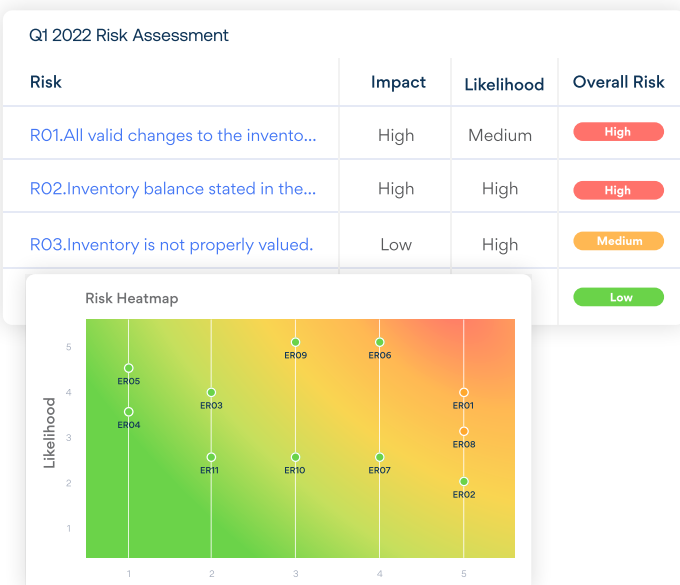 Q1 2022 Risk Assessment
Risk Impact Likelihood Overall Risk
R01.All valid changes to the invento... High Medium High
R02.Inventory balance stated in the... High High High
R03.Inventory is not properly valued. Low High Medium
Low
Risk Heatmap
Likelihood
5
4
3
2
1
ER09 ER06
ER05
ER03 ER01
ER04
ER08
ER11 ER10 ER07
ER02
1 2 3 4 5